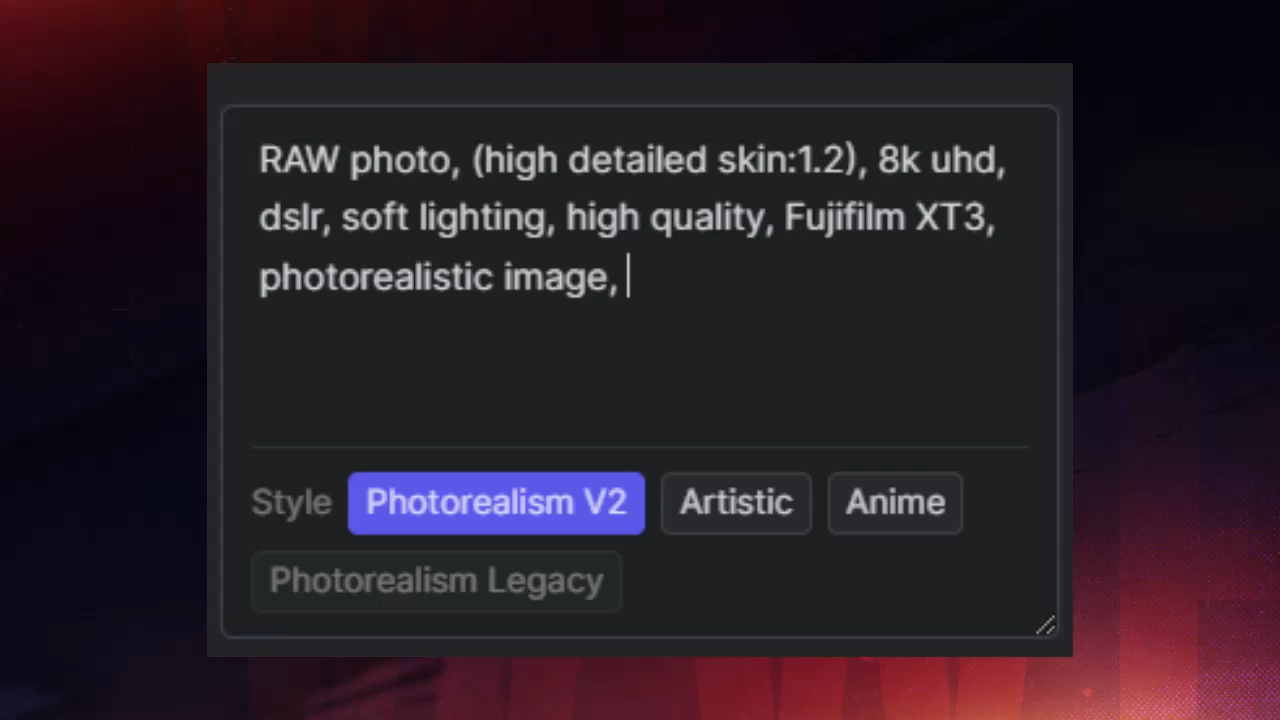 RAW photo, (high detailed skin:1.2), 8k uhd,
dslr, soft lighting, high quality, Fujifilm XT3,
photorealistic image,
Style Photorealism V2 Artistic Anime
Photorealism Legacy